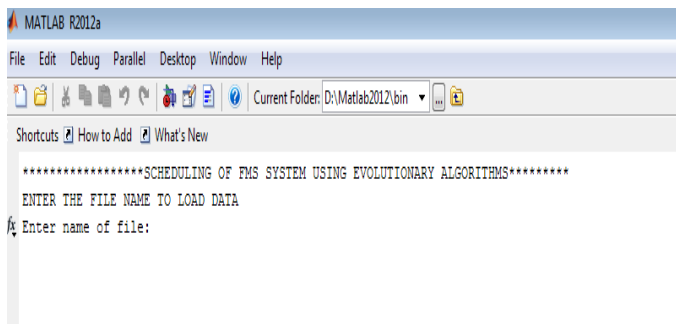 MATLAB R2012a
File Edit Debug Parallel Desktop Window Help
Current Folder: D:\Matlab2012\bin ...
Shortcuts How to Add What's New
******************SCHEDULING OF FMS SYSTEM USING EVOLUTIONARY ALGORITHMS*********
ENTER THE FILE NAME TO LOAD DATA
fx Enter name of file: